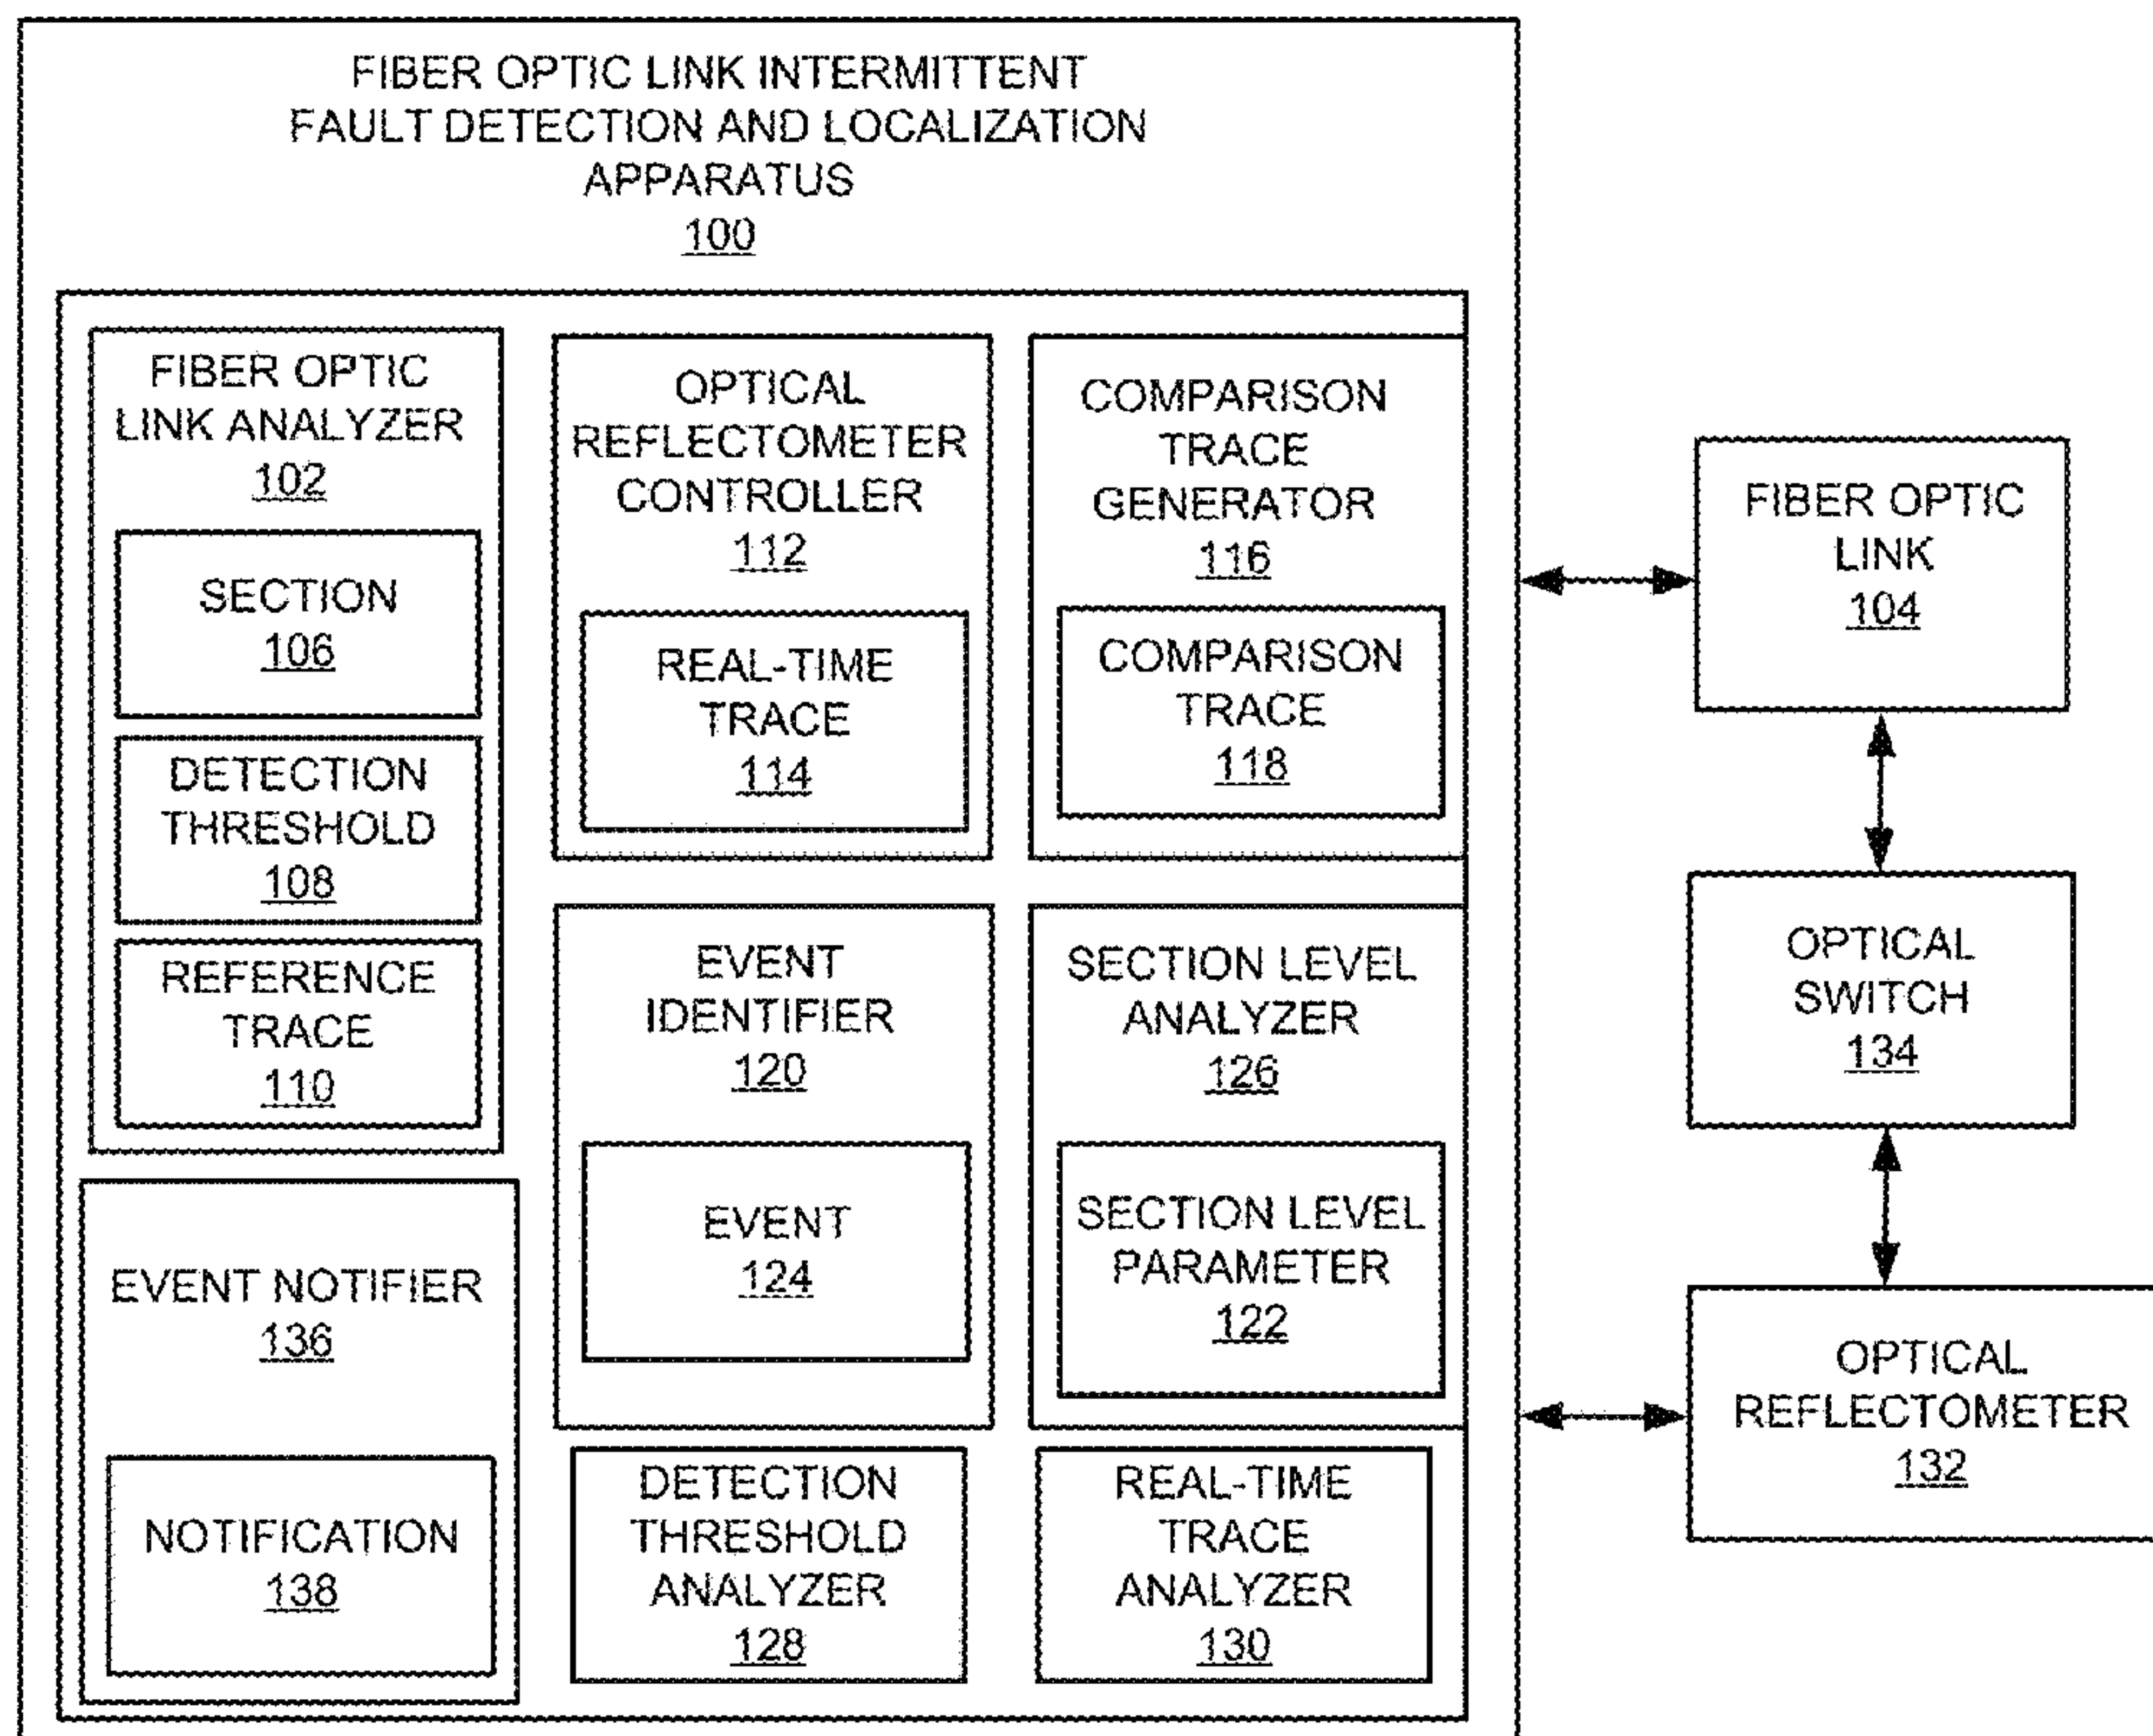 FIBER OPTIC LINK INTERMITTENT
FAULT DETECTION AND LOCALIZATION
APPARATUS
100
FIBER OPTIC
LINK ANALYZER
102
SECTION
106
DETECTION
THRESHOLD
108
REFERENCE
TRACE
110
OPTICAL
REFLECTOMETER
CONTROLLER
112
REAL-TIME
TRACE
114
COMPARISON
TRACE
GENERATOR
116
COMPARISON
TRACE
118
EVENT
IDENTIFIER
120
EVENT
124
SECTION LEVEL
ANALYZER
126
SECTION LEVEL
PARAMETER
122
EVENT NOTIFIER
136
NOTIFICATION
138
DETECTION
THRESHOLD
ANALYZER
128
REAL-TIME
TRACE
ANALYZER
130
FIBER OPTIC
LINK
104
OPTICAL
SWITCH
134
OPTICAL
REFLECTOMETER
132